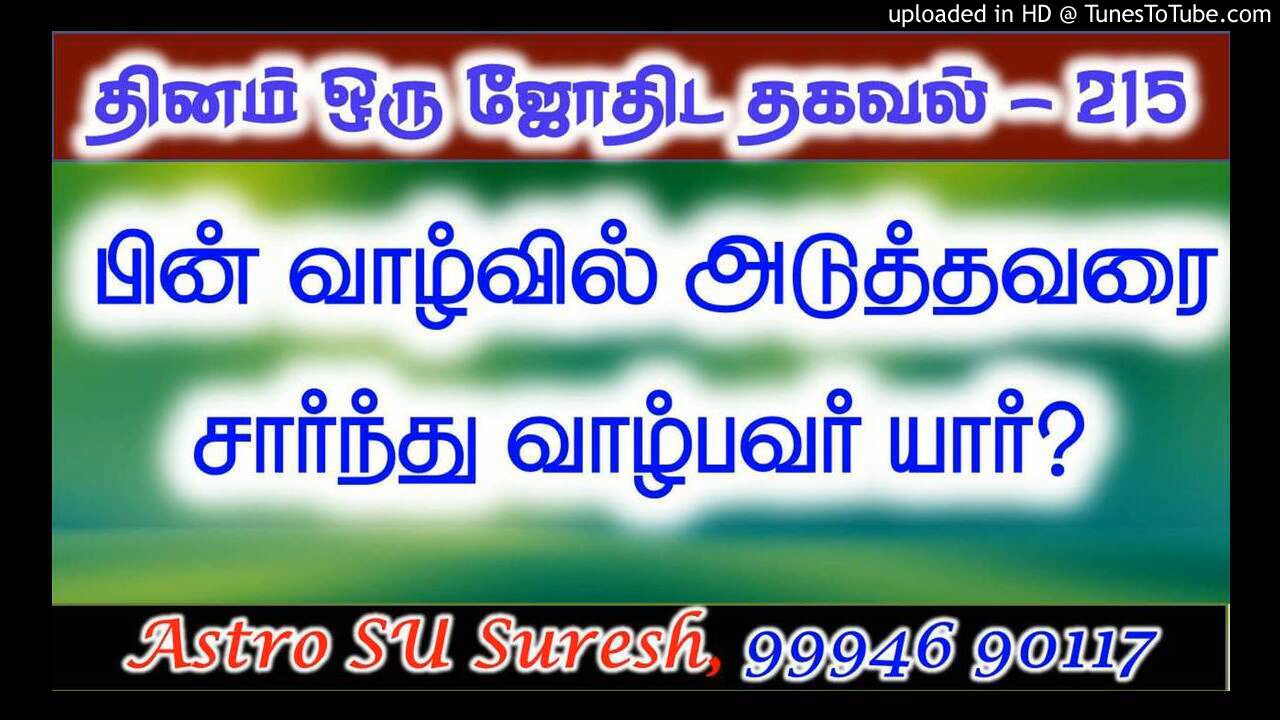 uploaded in HD @ TunesToTube.com
தினம் ஒரு ஜோதிட தகவல் – 215
பின் வாழ்வில் அடுத்தவரை
சார்ந்து வாழ்பவர் யார்?
Astro SU Suresh, 99946 90117